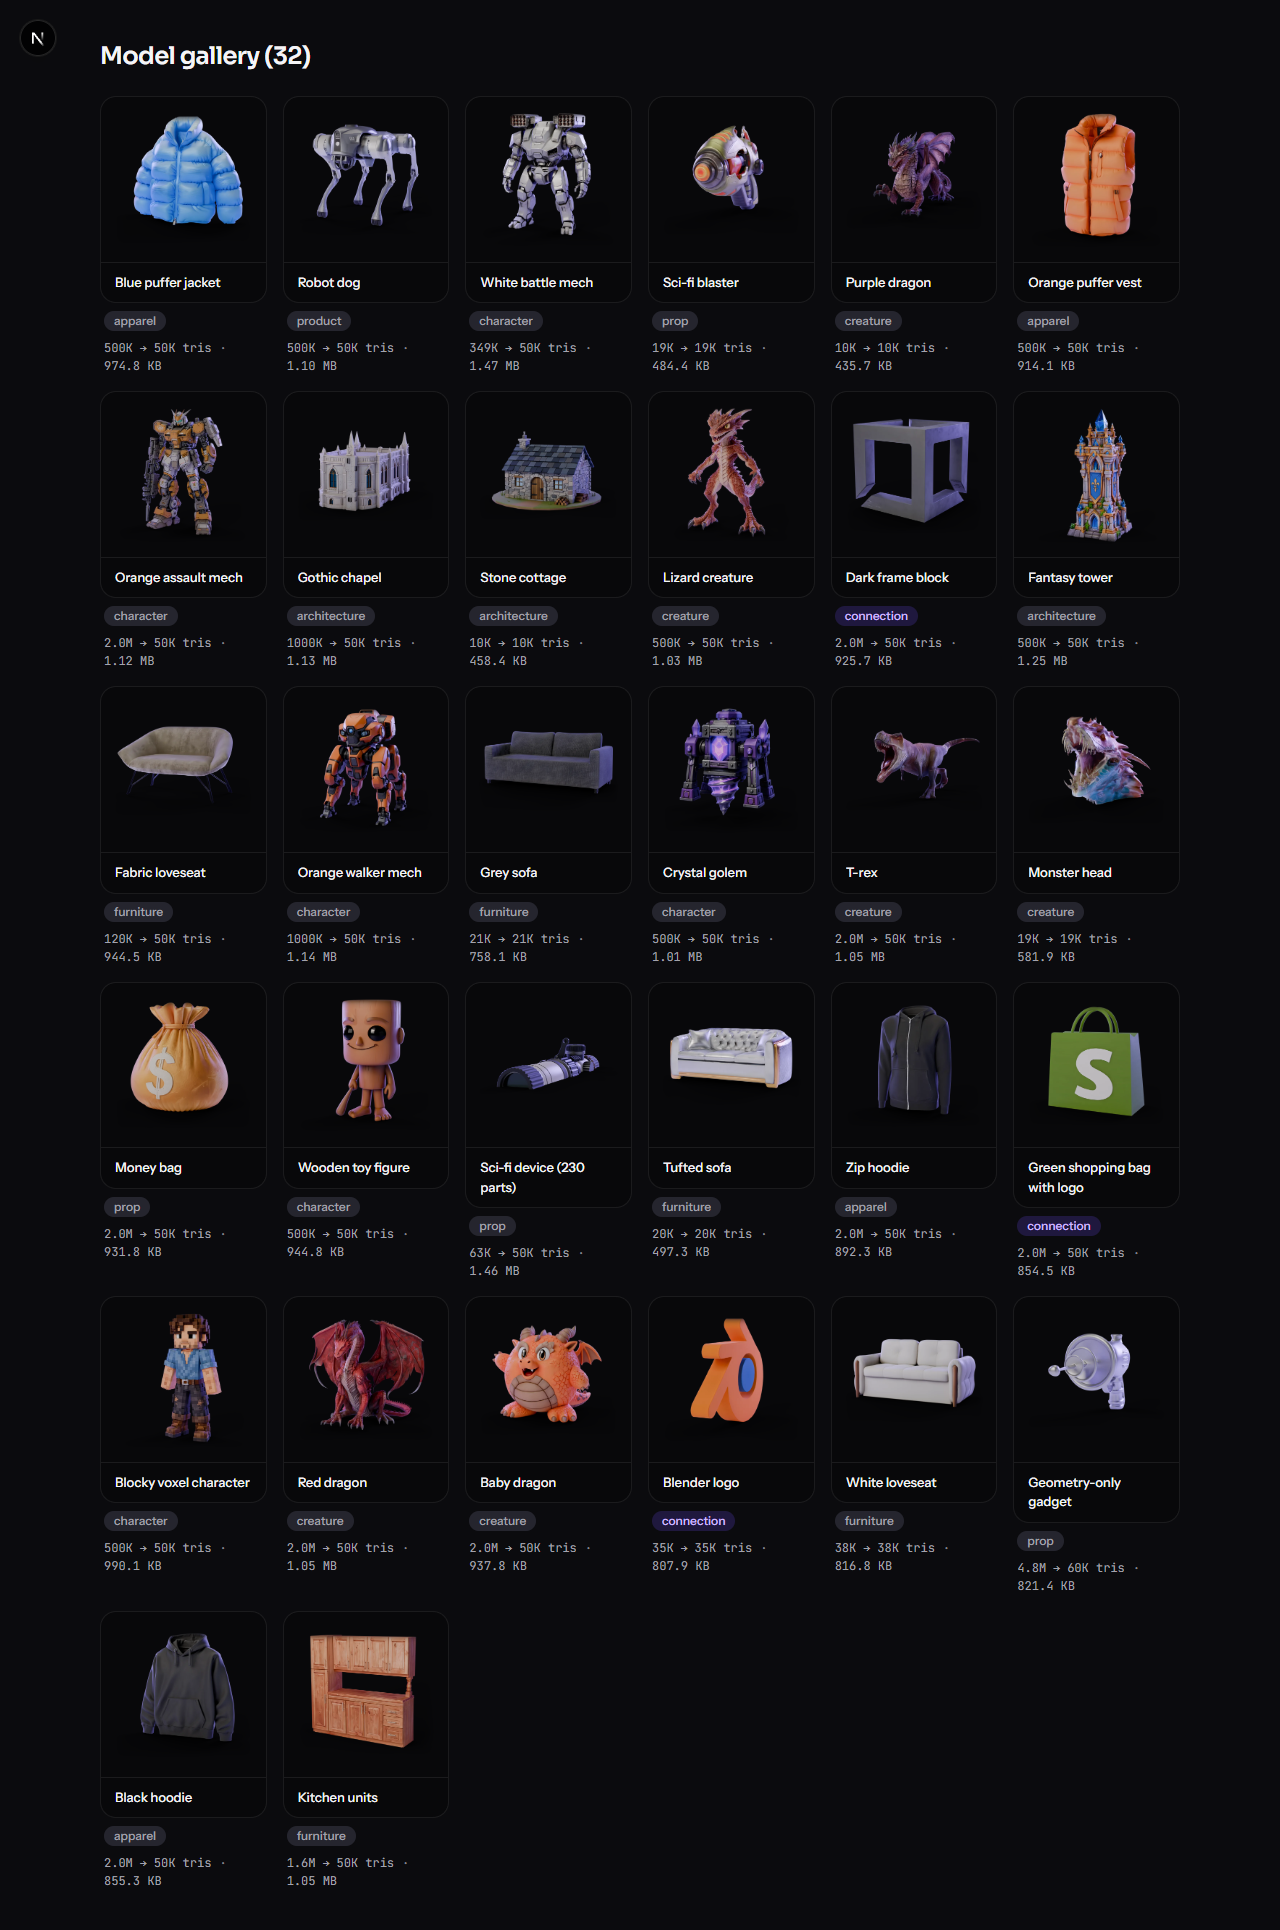 N
Model gallery (32)
Blue puffer jacket
apparel
500K → 50K tris ·
974.8 KB
Robot dog
product
500K → 50K tris ·
1.10 MB
White battle mech
character
349K → 50K tris ·
1.47 MB
Sci-fi blaster
prop
19K → 19K tris ·
484.4 KB
Purple dragon
creature
10K → 10K tris ·
435.7 KB
Orange puffer vest
apparel
500K → 50K tris ·
914.1 KB
Orange assault mech
character
2.0M → 50K tris ·
1.12 MB
Gothic chapel
architecture
1000K → 50K tris ·
1.13 MB
Stone cottage
architecture
10K → 10K tris ·
458.4 KB
Lizard creature
creature
500K → 50K tris ·
1.03 MB
Dark frame block
connection
2.0M → 50K tris ·
925.7 KB
Fantasy tower
architecture
500K → 50K tris ·
1.25 MB
Fabric loveseat
furniture
120K → 50K tris ·
944.5 KB
Orange walker mech
character
1000K → 50K tris ·
1.14 MB
Grey sofa
furniture
21K → 21K tris ·
758.1 KB
Crystal golem
character
500K → 50K tris ·
1.01 MB
T-rex
creature
2.0M → 50K tris ·
1.05 MB
Monster head
creature
19K → 19K tris ·
581.9 KB
$
Money bag
prop
2.0M → 50K tris ·
931.8 KB
Wooden toy figure
character
500K → 50K tris ·
944.8 KB
Sci-fi device (230
parts)
prop
63K → 50K tris ·
1.46 MB
Tufted sofa
furniture
20K → 20K tris ·
497.3 KB
Zip hoodie
apparel
2.0M → 50K tris ·
892.3 KB
S
Green shopping bag
with logo
connection
2.0M → 50K tris ·
854.5 KB
Blocky voxel character
character
500K → 50K tris ·
990.1 KB
Red dragon
creature
2.0M → 50K tris ·
1.05 MB
Baby dragon
creature
2.0M → 50K tris ·
937.8 KB
Blender logo
connection
35K → 35K tris ·
807.9 KB
White loveseat
furniture
38K → 38K tris ·
816.8 KB
Geometry-only
gadget
prop
4.8M → 60K tris ·
821.4 KB
Black hoodie
apparel
2.0M → 50K tris ·
855.3 KB
Kitchen units
furniture
1.6M → 50K tris ·
1.05 MB